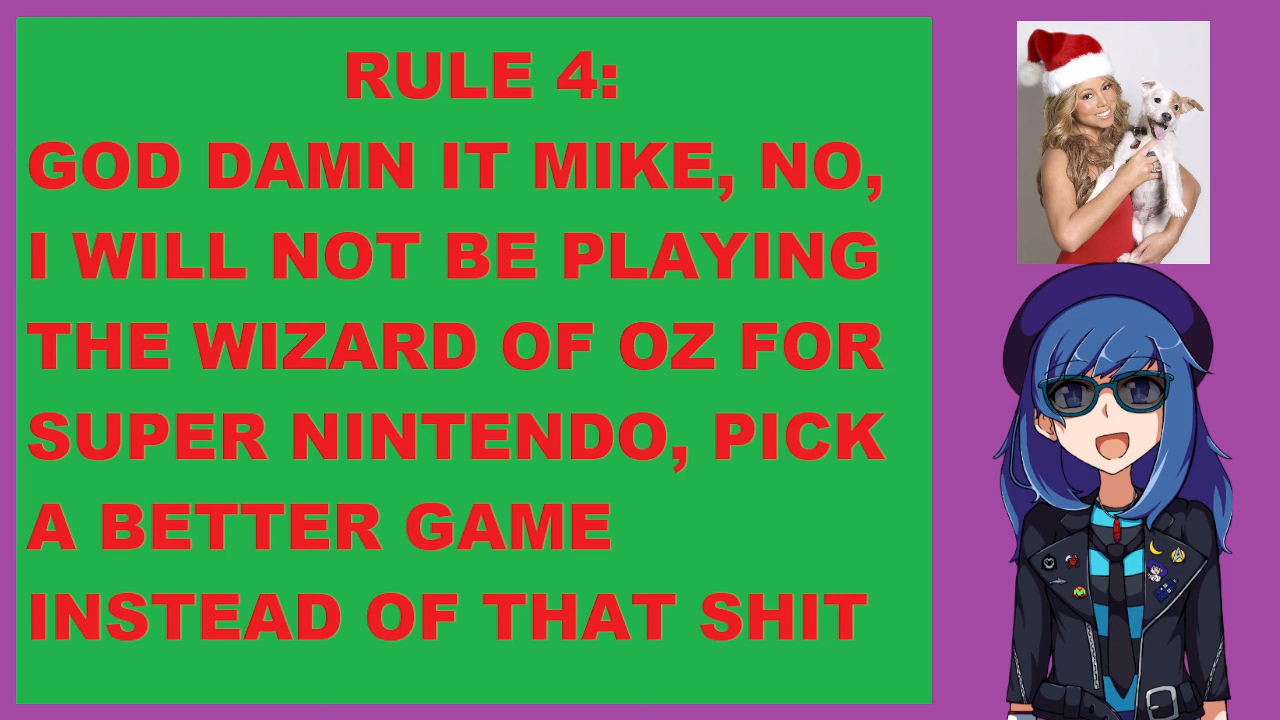 RULE 4:
GOD DAMN IT MIKE, NO,
I WILL NOT BE PLAYING
THE WIZARD OF OZ FOR
SUPER NINTENDO, PICK
A BETTER GAME
INSTEAD OF THAT SHIT